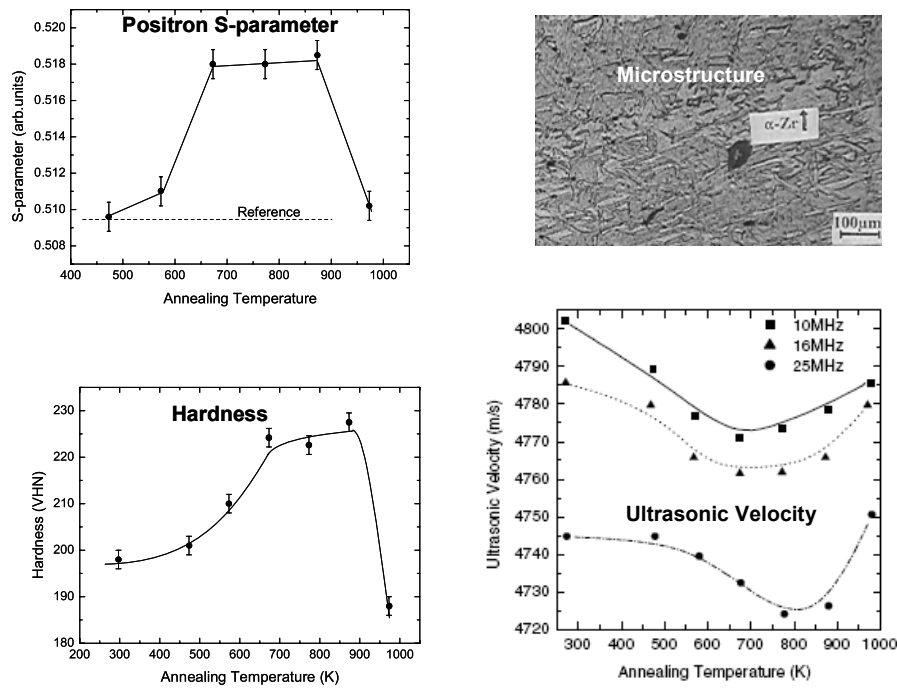 Positron S-parameter
0.520
0.518
0.516
0.514
0.512
0.510
0.508
S-parameter (arb.units)
Reference
400 500 600 700 800 900 1000
Annealing Temperature
Microstructure
α-Zr
100µm
Hardness
230
220
210
200
190
180
Hardness (VHN)
200 300 400 500 600 700 800 900 1000
Annealing Temperature (K)
4800
4790
4780
4770
4760
4745
4730
4720
Ultrasonic Velocity (m/s)
10MHz
16MHz
25MHz
Ultrasonic Velocity
300 400 500 600 700 800 900 1000
Annealing Temperature (K)